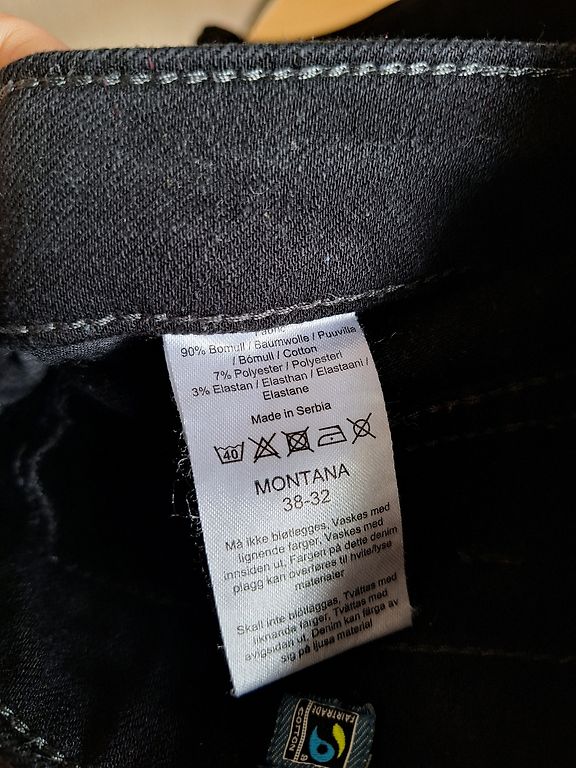 Fabric
90% Bomull / Baumwolle / Puuvilla
/ Bómull / Cotton
7% Polyester / Polyesteri
3% Elastan / Elasthan / Elastaani /
Elastane
Made in Serbia
40
MONTANA
38-32
Må ikke bløtlegges, Vaskes med
lignende farger, Vaskes med
innsiden ut. Fargen på dette denim
plagg kan overføres til hvite/lyse
materialer
Skall inte blötläggas, Tvättas med
liknande farger, Tvättas med
avigsidan ut. Denim kan färga av
sig på ljusa material
FAIRTRADE
COTTON